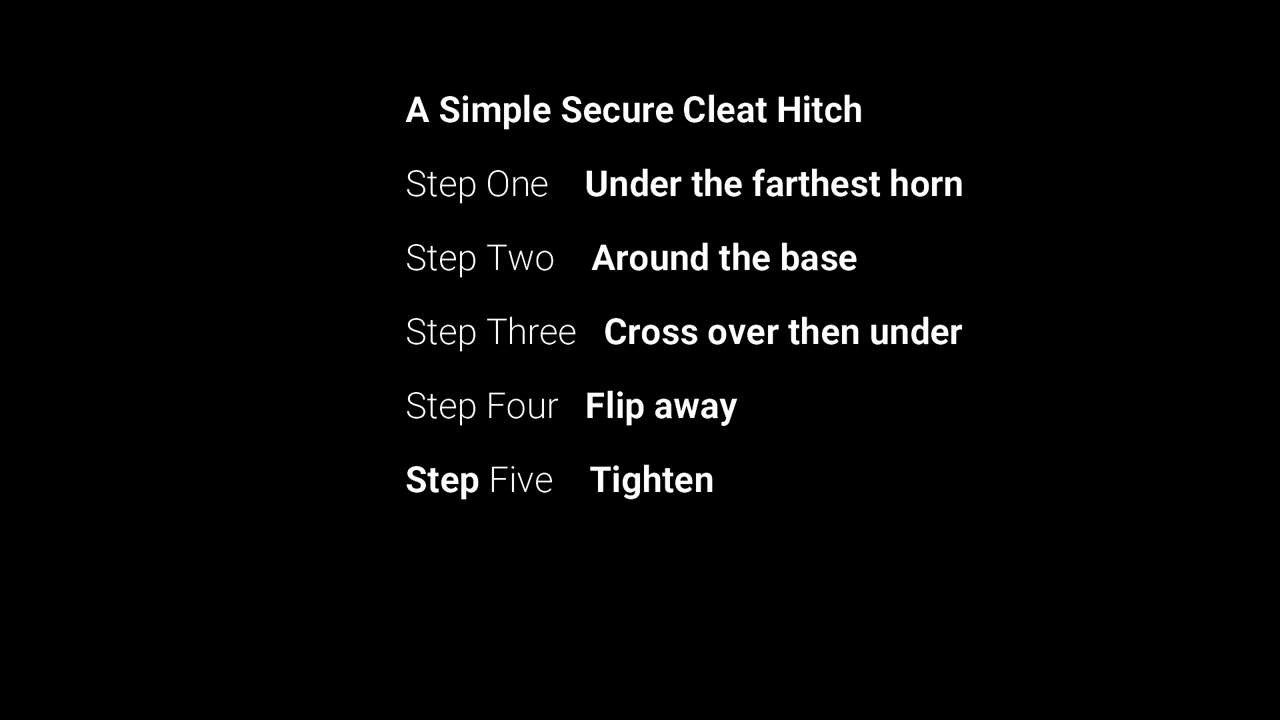 A Simple Secure Cleat Hitch
Step One Under the farthest horn
Step Two Around the base
Step Three Cross over then under
Step Four Flip away
Step Five Tighten